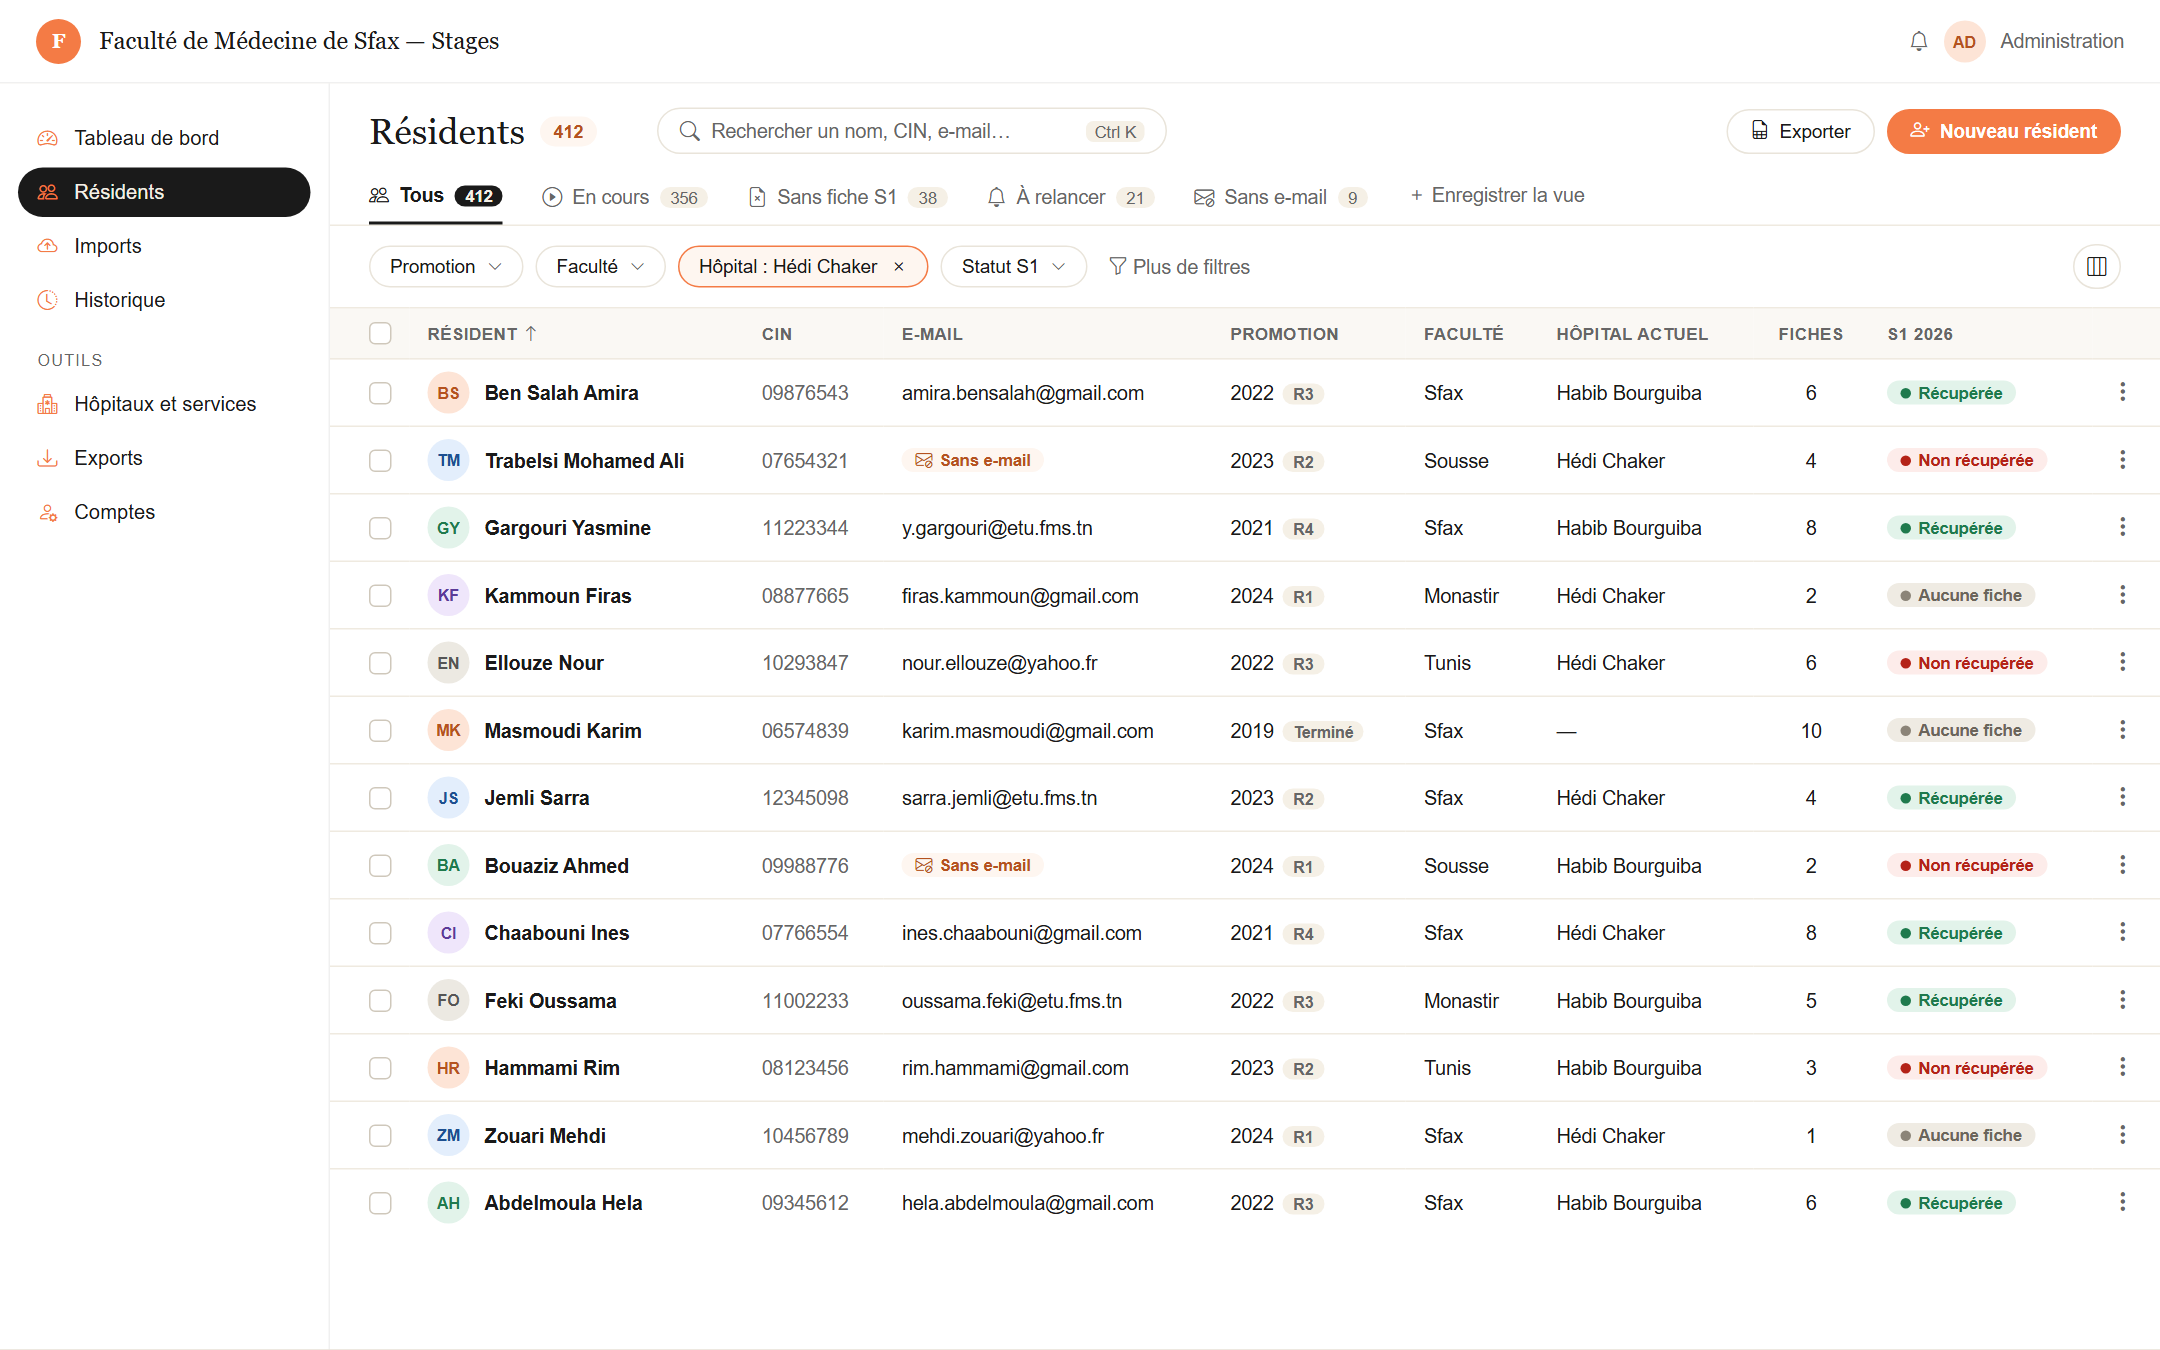 F Faculté de Médecine de Sfax — Stages
AD Administration
Tableau de bord
Résidents
Imports
Historique
OUTILS
Hôpitaux et services
Exports
Comptes
Résidents 412
Rechercher un nom, CIN, e-mail… Ctrl K
Exporter
Nouveau résident
Tous 412 En cours 356 Sans fiche S1 38 À relancer 21 Sans e-mail 9 + Enregistrer la vue
Promotion Faculté Hôpital : Hédi Chaker × Statut S1 Plus de filtres
RÉSIDENT ↑ CIN E-MAIL PROMOTION FACULTÉ HÔPITAL ACTUEL FICHES S1 2026
BS Ben Salah Amira 09876543 amira.bensalah@gmail.com 2022 R3 Sfax Habib Bourguiba 6 Récupérée
TM Trabelsi Mohamed Ali 07654321 Sans e-mail 2023 R2 Sousse Hédi Chaker 4 Non récupérée
GY Gargouri Yasmine 11223344 y.gargouri@etu.fms.tn 2021 R4 Sfax Habib Bourguiba 8 Récupérée
KF Kammoun Firas 08877665 firas.kammoun@gmail.com 2024 R1 Monastir Hédi Chaker 2 Aucune fiche
EN Ellouze Nour 10293847 nour.ellouze@yahoo.fr 2022 R3 Tunis Hédi Chaker 6 Non récupérée
MK Masmoudi Karim 06574839 karim.masmoudi@gmail.com 2019 Terminé Sfax — 10 Aucune fiche
JS Jemli Sarra 12345098 sarra.jemli@etu.fms.tn 2023 R2 Sfax Hédi Chaker 4 Récupérée
BA Bouaziz Ahmed 09988776 Sans e-mail 2024 R1 Sousse Habib Bourguiba 2 Non récupérée
CI Chaabouni Ines 07766554 ines.chaabouni@gmail.com 2021 R4 Sfax Hédi Chaker 8 Récupérée
FO Feki Oussama 11002233 oussama.feki@etu.fms.tn 2022 R3 Monastir Habib Bourguiba 5 Récupérée
HR Hammami Rim 08123456 rim.hammami@gmail.com 2023 R2 Tunis Habib Bourguiba 3 Non récupérée
ZM Zouari Mehdi 10456789 mehdi.zouari@yahoo.fr 2024 R1 Sfax Hédi Chaker 1 Aucune fiche
AH Abdelmoula Hela 09345612 hela.abdelmoula@gmail.com 2022 R3 Sfax Habib Bourguiba 6 Récupérée